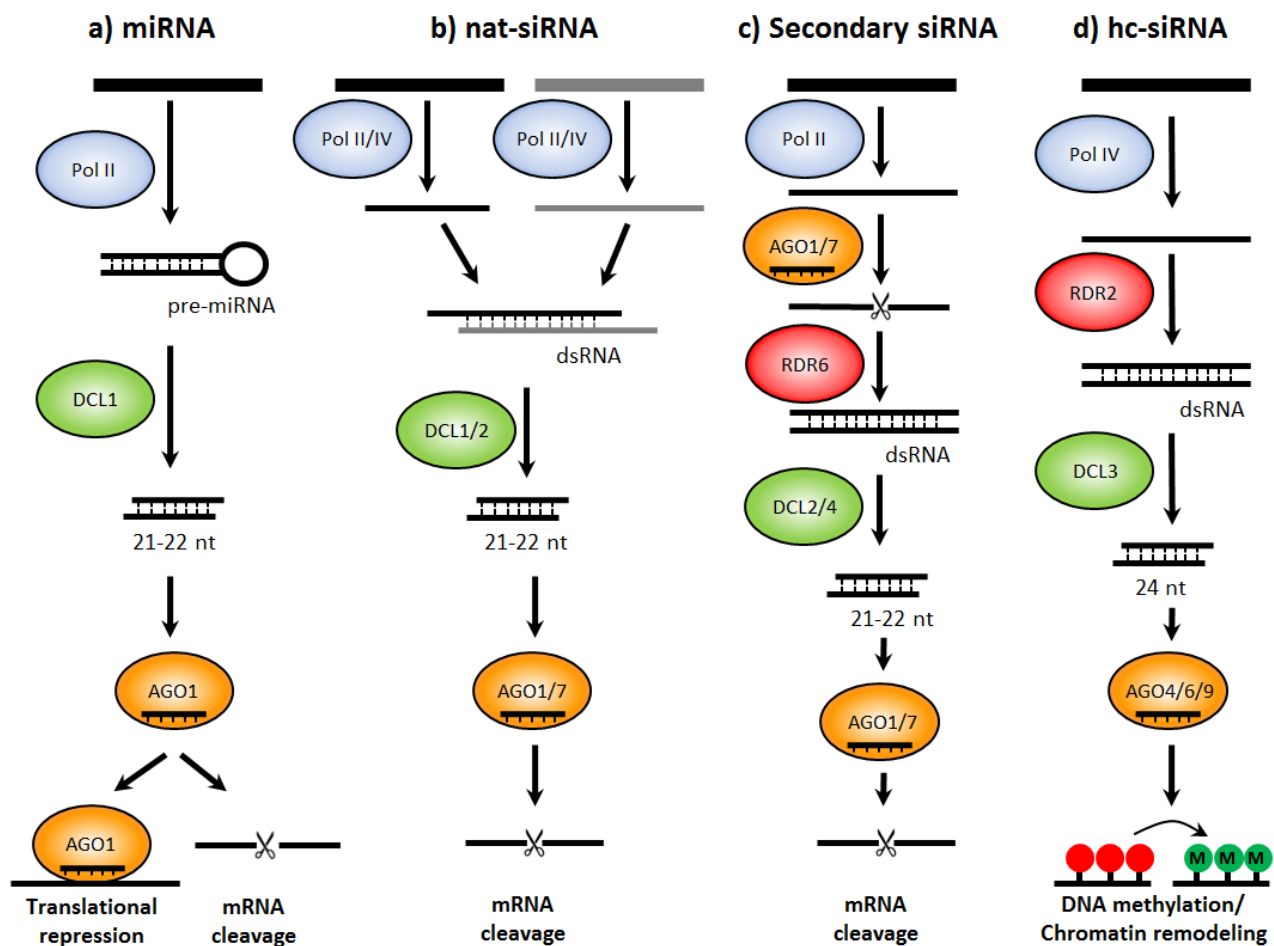 a) miRNA
Pol II
pre-miRNA
DCL1
21-22 nt
AGO1
AGO1
Translational
repression
mRNA
cleavage
b) nat-siRNA
Pol II/IV
Pol II/IV
dsRNA
DCL1/2
21-22 nt
AGO1/7
mRNA
cleavage
c) Secondary siRNA
Pol II
AGO1/7
RDR6
dsRNA
DCL2/4
21-22 nt
AGO1/7
mRNA
cleavage
d) hc-siRNA
Pol IV
RDR2
dsRNA
DCL3
24 nt
AGO4/6/9
M M M
DNA methylation/
Chromatin remodeling